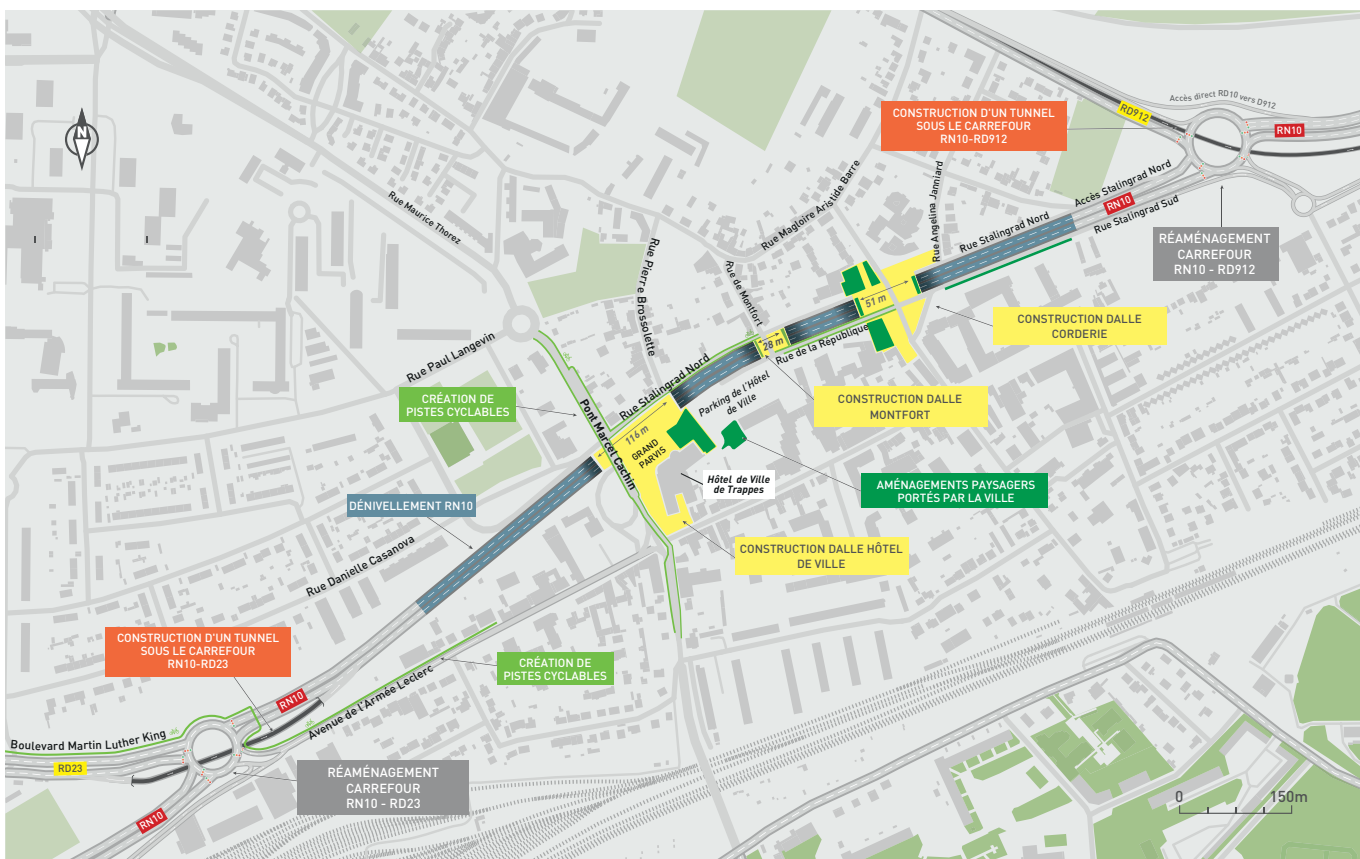 N
Accès direct RD10 vers D912
CONSTRUCTION D'UN TUNNEL
SOUS LE CARREFOUR
RN10-RD912
RD912
RN10
Accès Stalingrad Nord
RN10
Rue Stalingrad Sud
Rue Stalingrad Nord
Rue Angelina Janniard
Rue Magloire Aristide Barre
Rue Maurice Thorez
RÉAMÉNAGEMENT
CARREFOUR
RN10 - RD912
Rue Pierre Brossolette
Rue de Montfort
51 m
CONSTRUCTION DALLE
CORDERIE
28 m
Rue de la République
Rue Paul Langevin
Rue Stalingrad Nord
Parking de l'Hôtel
de Ville
CRÉATION DE
PISTES CYCLABLES
CONSTRUCTION DALLE
MONTFORT
Pont Marcel Cachin
116 m
GRAND
PARVIS
Hôtel de Ville
de Trappes
AMÉNAGEMENTS PAYSAGERS
PORTÉS PAR LA VILLE
DÉNIVELLEMENT RN10
CONSTRUCTION DALLE HÔTEL
DE VILLE
Rue Danielle Casanova
CONSTRUCTION D'UN TUNNEL
SOUS LE CARREFOUR
RN10-RD23
CRÉATION DE
PISTES CYCLABLES
RN10
Avenue de l'Armée Leclerc
Boulevard Martin Luther King
RD23
RÉAMÉNAGEMENT
CARREFOUR
RN10 - RD23
RN10
0 150m